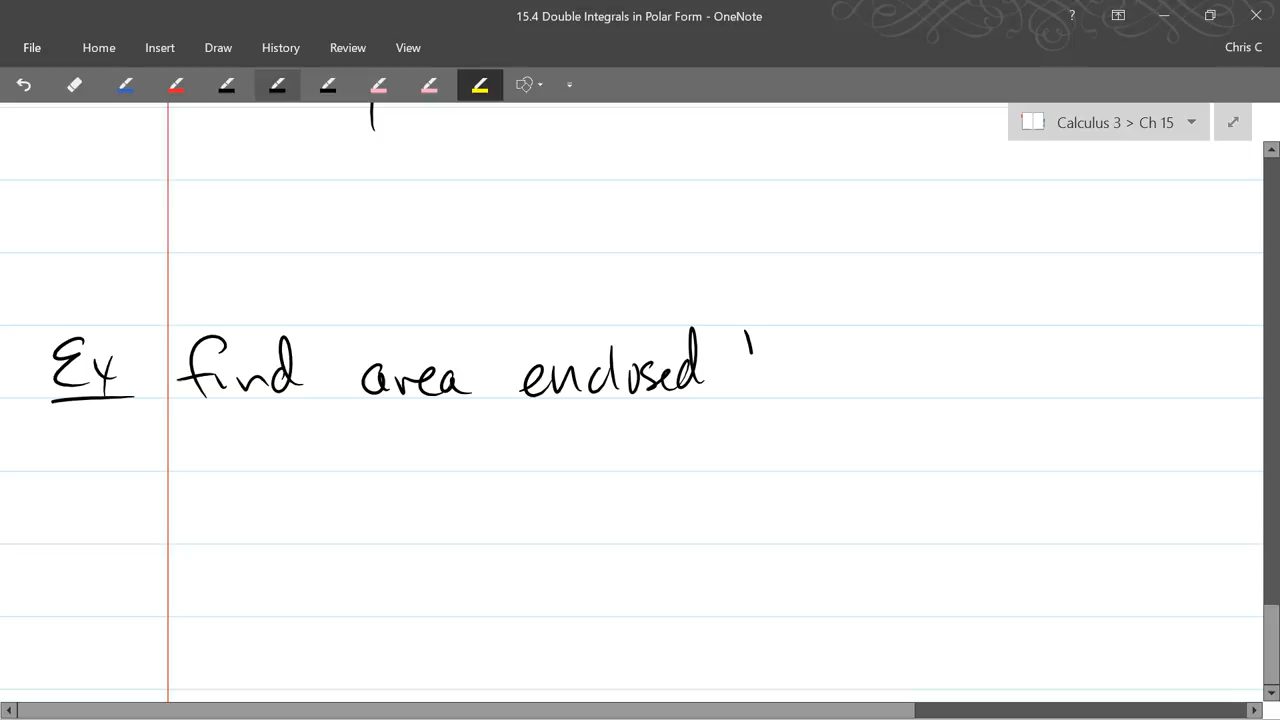 15.4 Double Integrals in Polar Form - OneNote
?
File Home Insert Draw History Review View Chris C
Calculus 3 > Ch 15
Ex find area enclosed